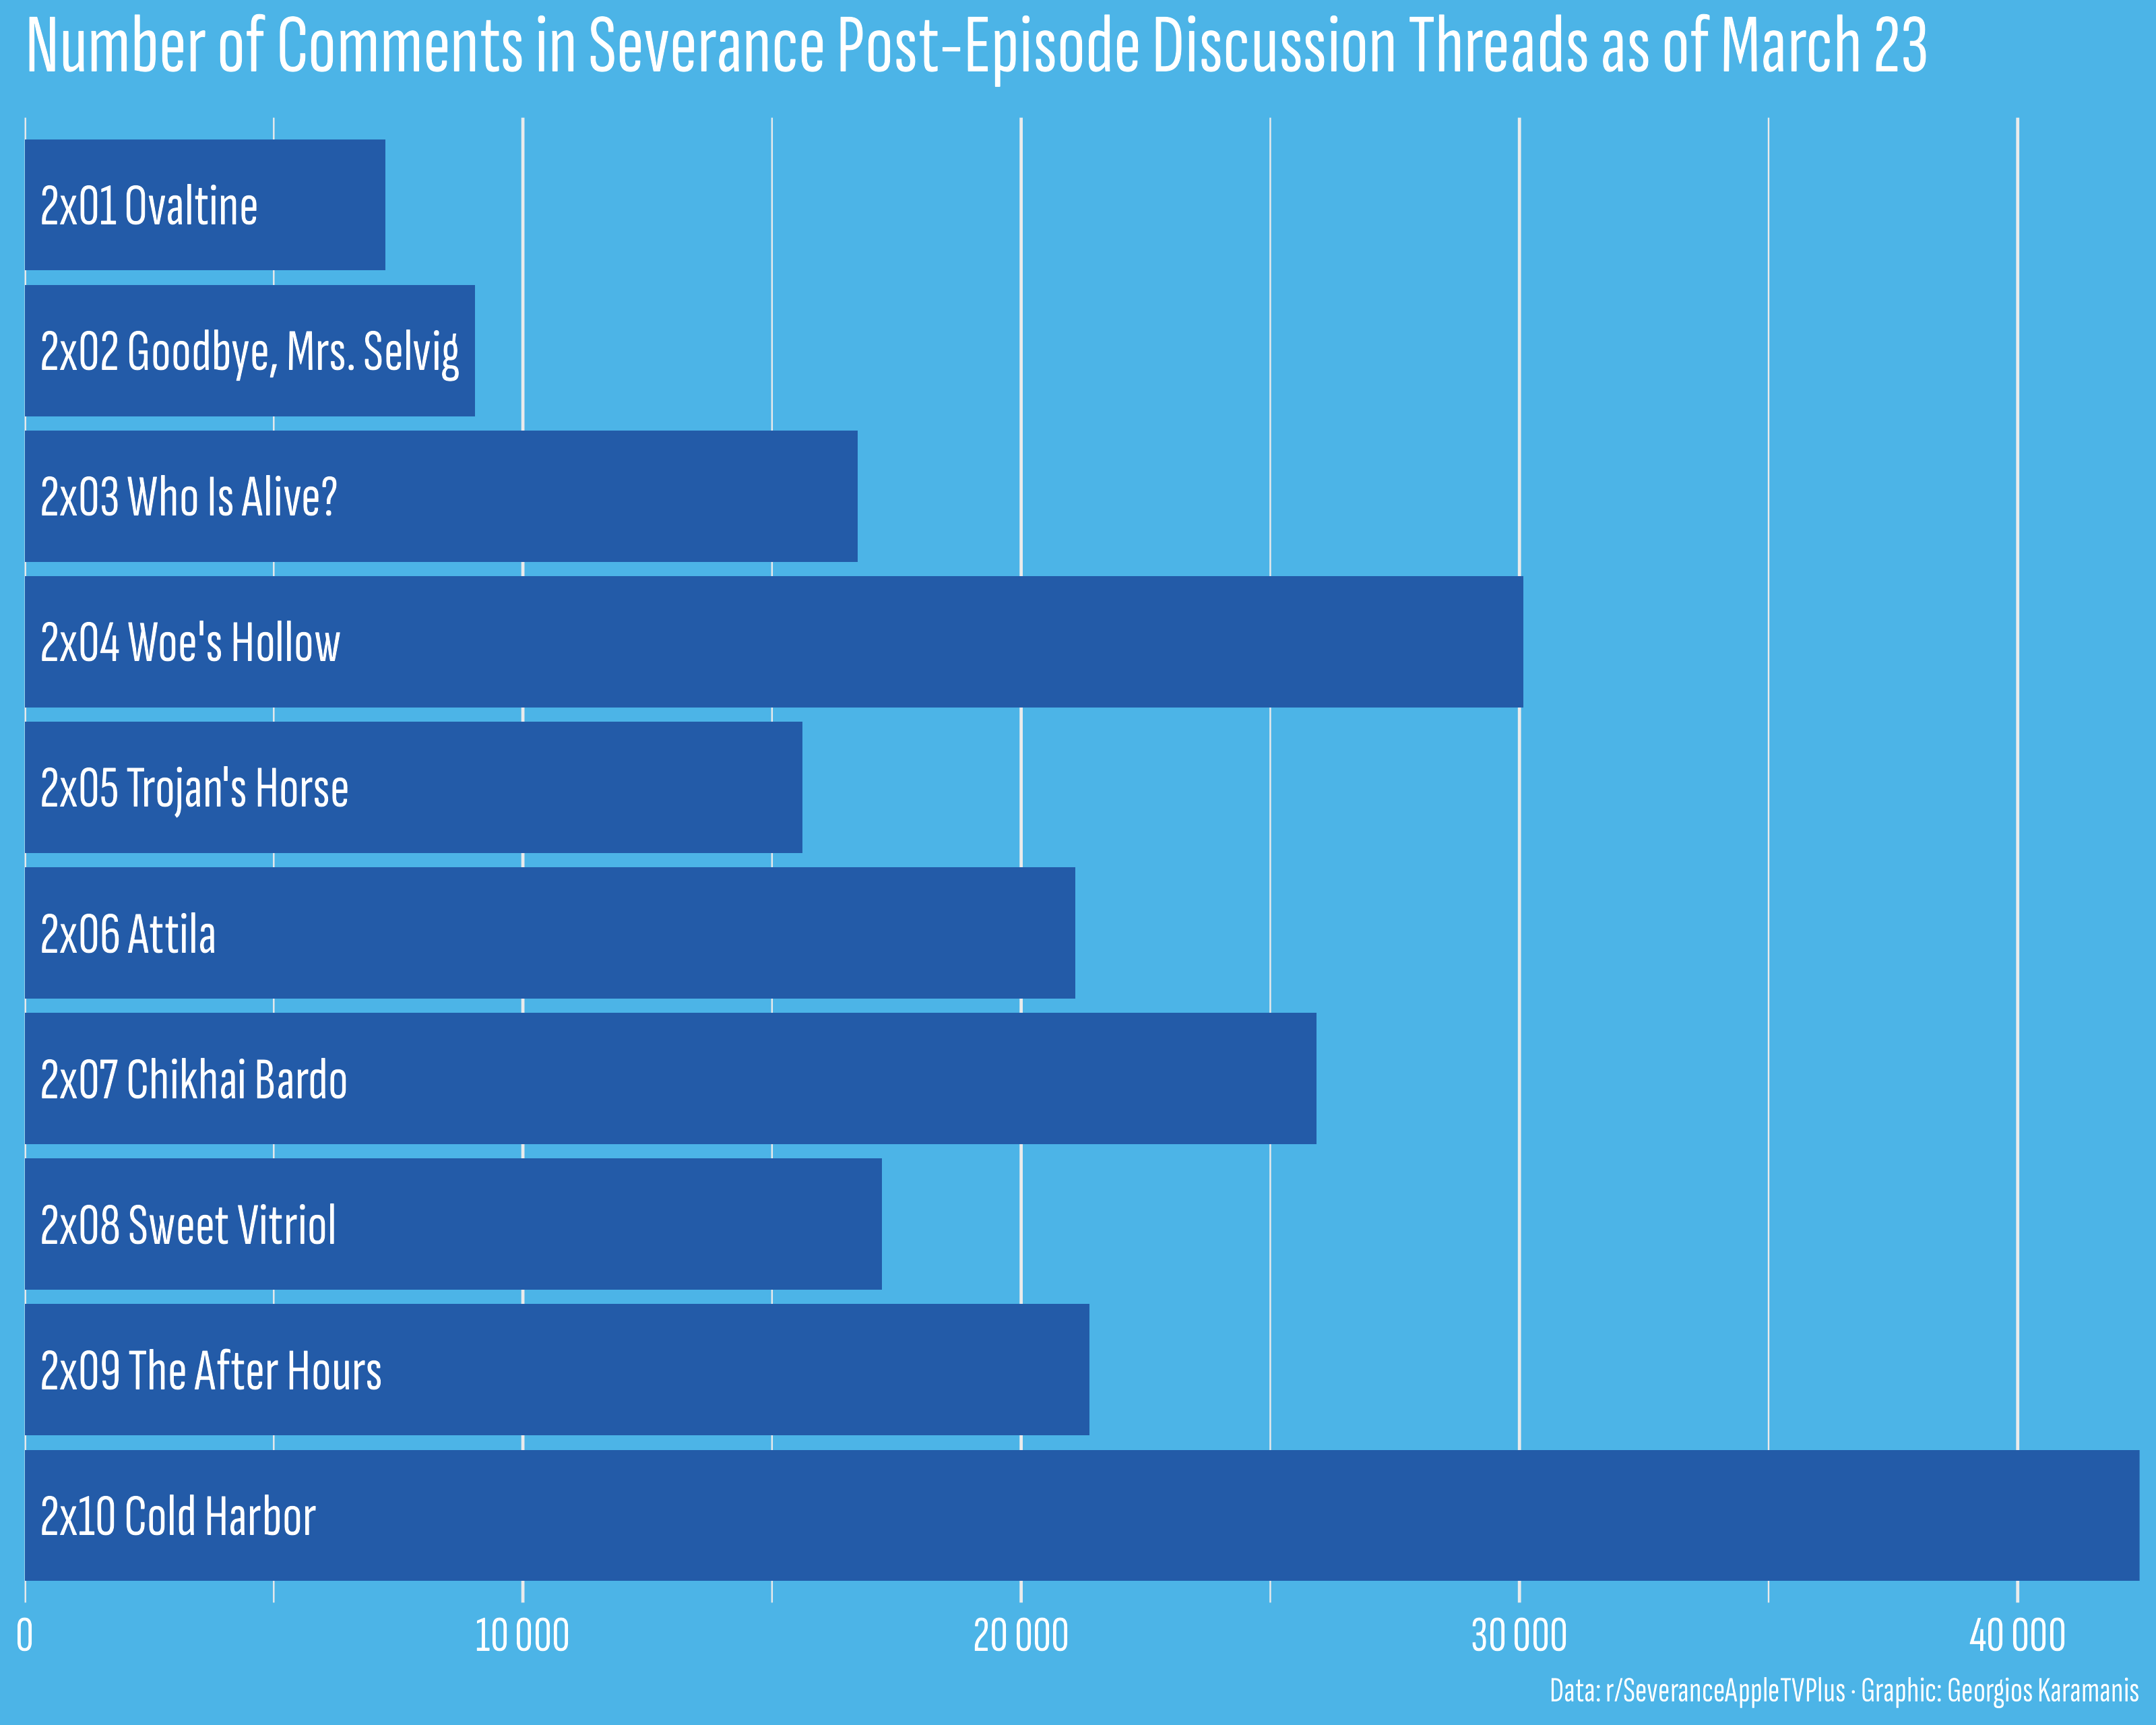 Number of Comments in Severance Post-Episode Discussion Threads as of March 23
2x01 Ovaltine
2x02 Goodbye, Mrs. Selvig
2x03 Who Is Alive?
2x04 Woe's Hollow
2x05 Trojan's Horse
2x06 Attila
2x07 Chikhai Bardo
2x08 Sweet Vitriol
2x09 The After Hours
2x10 Cold Harbor
0 10 000 20 000 30 000 40 000
Data: r/SeveranceAppleTVPlus · Graphic: Georgios Karamanis